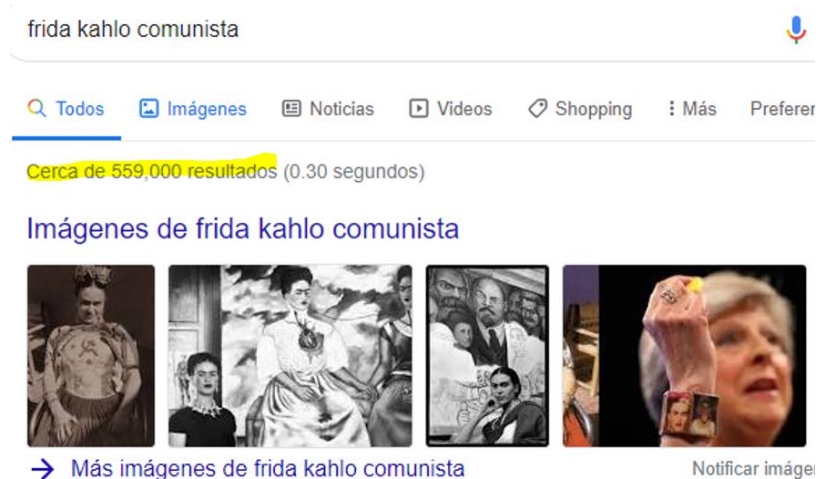 frida kahlo comunista
Todos Imágenes Noticias Videos Shopping Más
Cerca de 559,000 resultados (0.30 segundos)
Imágenes de frida kahlo comunista
Más imágenes de frida kahlo comunista
Notificar